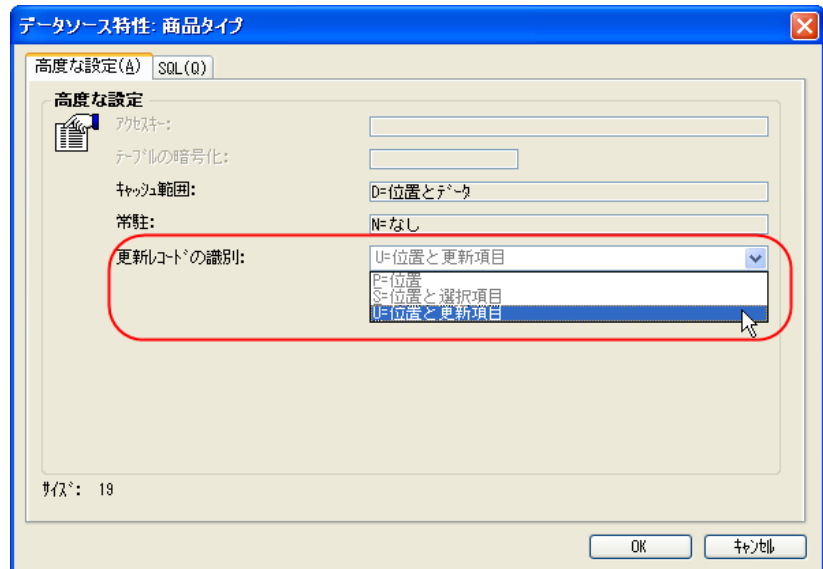 データソース特性: 商品タイプ
高度な設定(A) SQL(Q)
高度な設定
アクセスキー:
テーブルの暗号化:
キャッシュ範囲: D=位置とデータ
常駐: N=なし
更新レコードの識別: U=位置と更新項目
P=位置
S=位置と選択項目
U=位置と更新項目
サイズ: 19
OK キャンセル